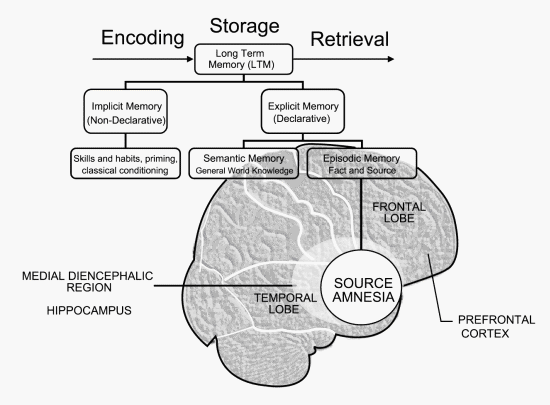 Storage
Encoding
Retrieval
Long Term
Memory (LTM)
Implicit Memory
(Non-Declarative)
Explicit Memory
(Declarative)
Skills and habits, priming,
classical conditioning
Semantic Memory
General World Knowledge
Episodic Memory
Fact and Source
FRONTAL
LOBE
MEDIAL DIENCEPHALIC
REGION
HIPPOCAMPUS
TEMPORAL
LOBE
SOURCE
AMNESIA
PREFRONTAL
CORTEX